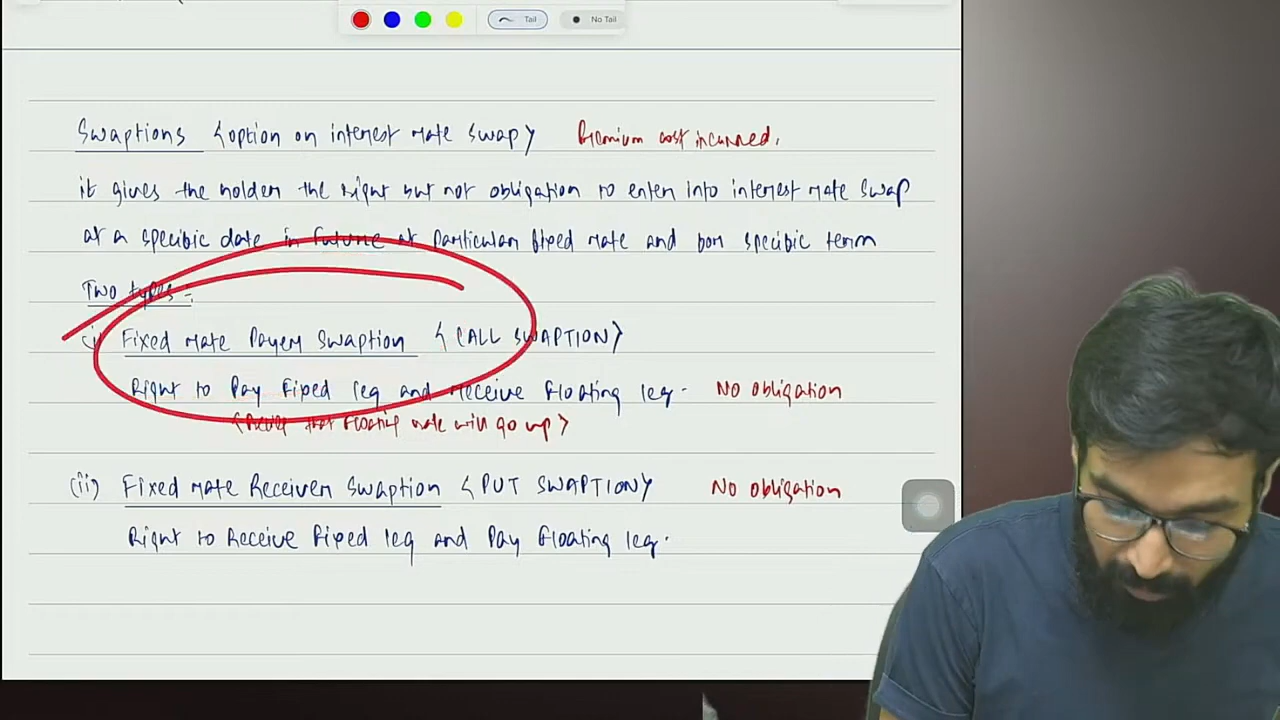 Tail No Tail
Swaptions {option on interest rate swap} Premium cost incurred.
it gives the holder the right but not obligation to enter into interest rate swap
at a specific date in future at particular fixed rate and for specific term
Two types :-
(i) Fixed rate Payer Swaption {CALL SWAPTION}
Right to Pay Fixed leg and receive Floating leg. No obligation
that Floating rate will go up}
(ii) Fixed rate Receiver Swaption {PUT SWAPTION} No obligation
Right to Receive Fixed leg and Pay Floating leg.